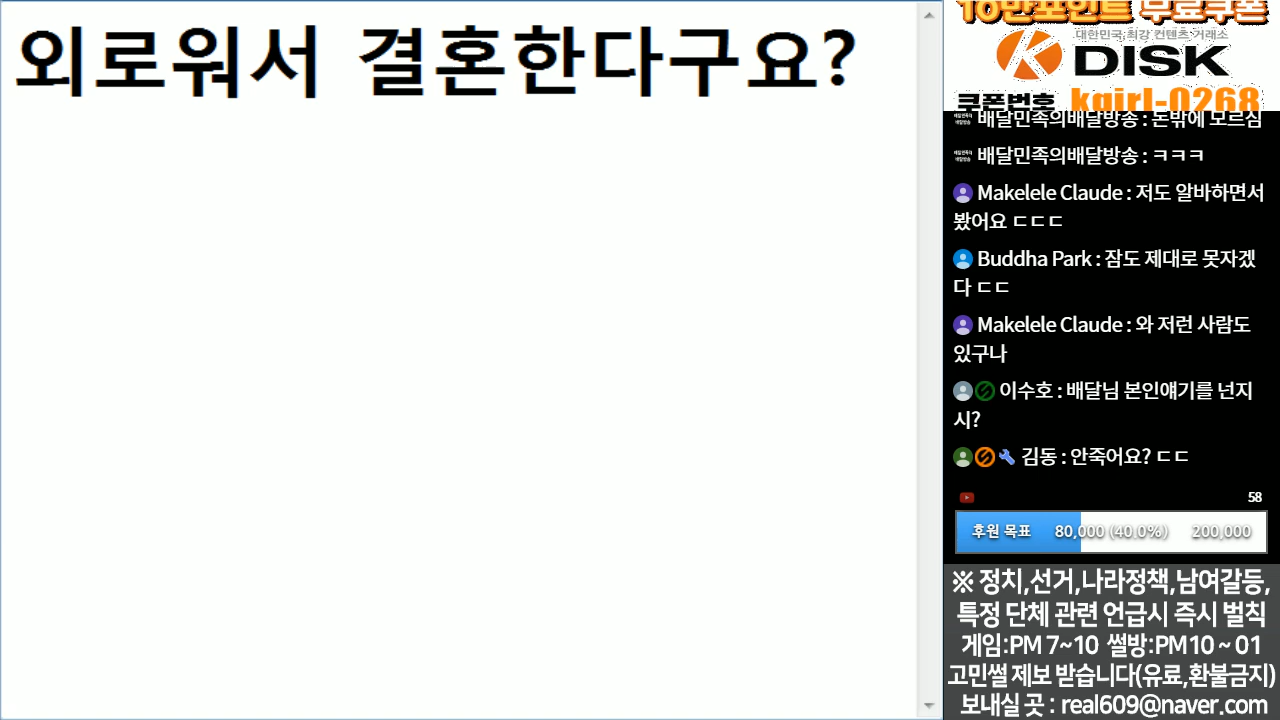 외로워서 결혼한다구요?
10만포인트 무료쿠폰
대한민국 최강 컨텐츠 거래소
K DISK
쿠폰번호 kgirl-0268
배달민족의배달방송 : 돈밖에 모르심
배달민족의배달방송 : ㅋㅋㅋ
Makelele Claude : 저도 알바하면서
봤어요 ㄷㄷㄷ
Buddha Park : 잠도 제대로 못자겠
다 ㄷㄷ
Makelele Claude : 와 저런 사람도
있구나
이수호 : 배달님 본인얘기를 넌지
시?
김동 : 안죽어요? ㄷㄷ
58
후원 목표 80,000 (40.0%) 200,000
※ 정치,선거,나라정책,남여갈등,
특정 단체 관련 언급시 즉시 벌칙
게임:PM 7~10 썰방:PM10 ~ 01
고민썰 제보 받습니다(유료,환불금지)
보내실 곳 : real609@naver.com